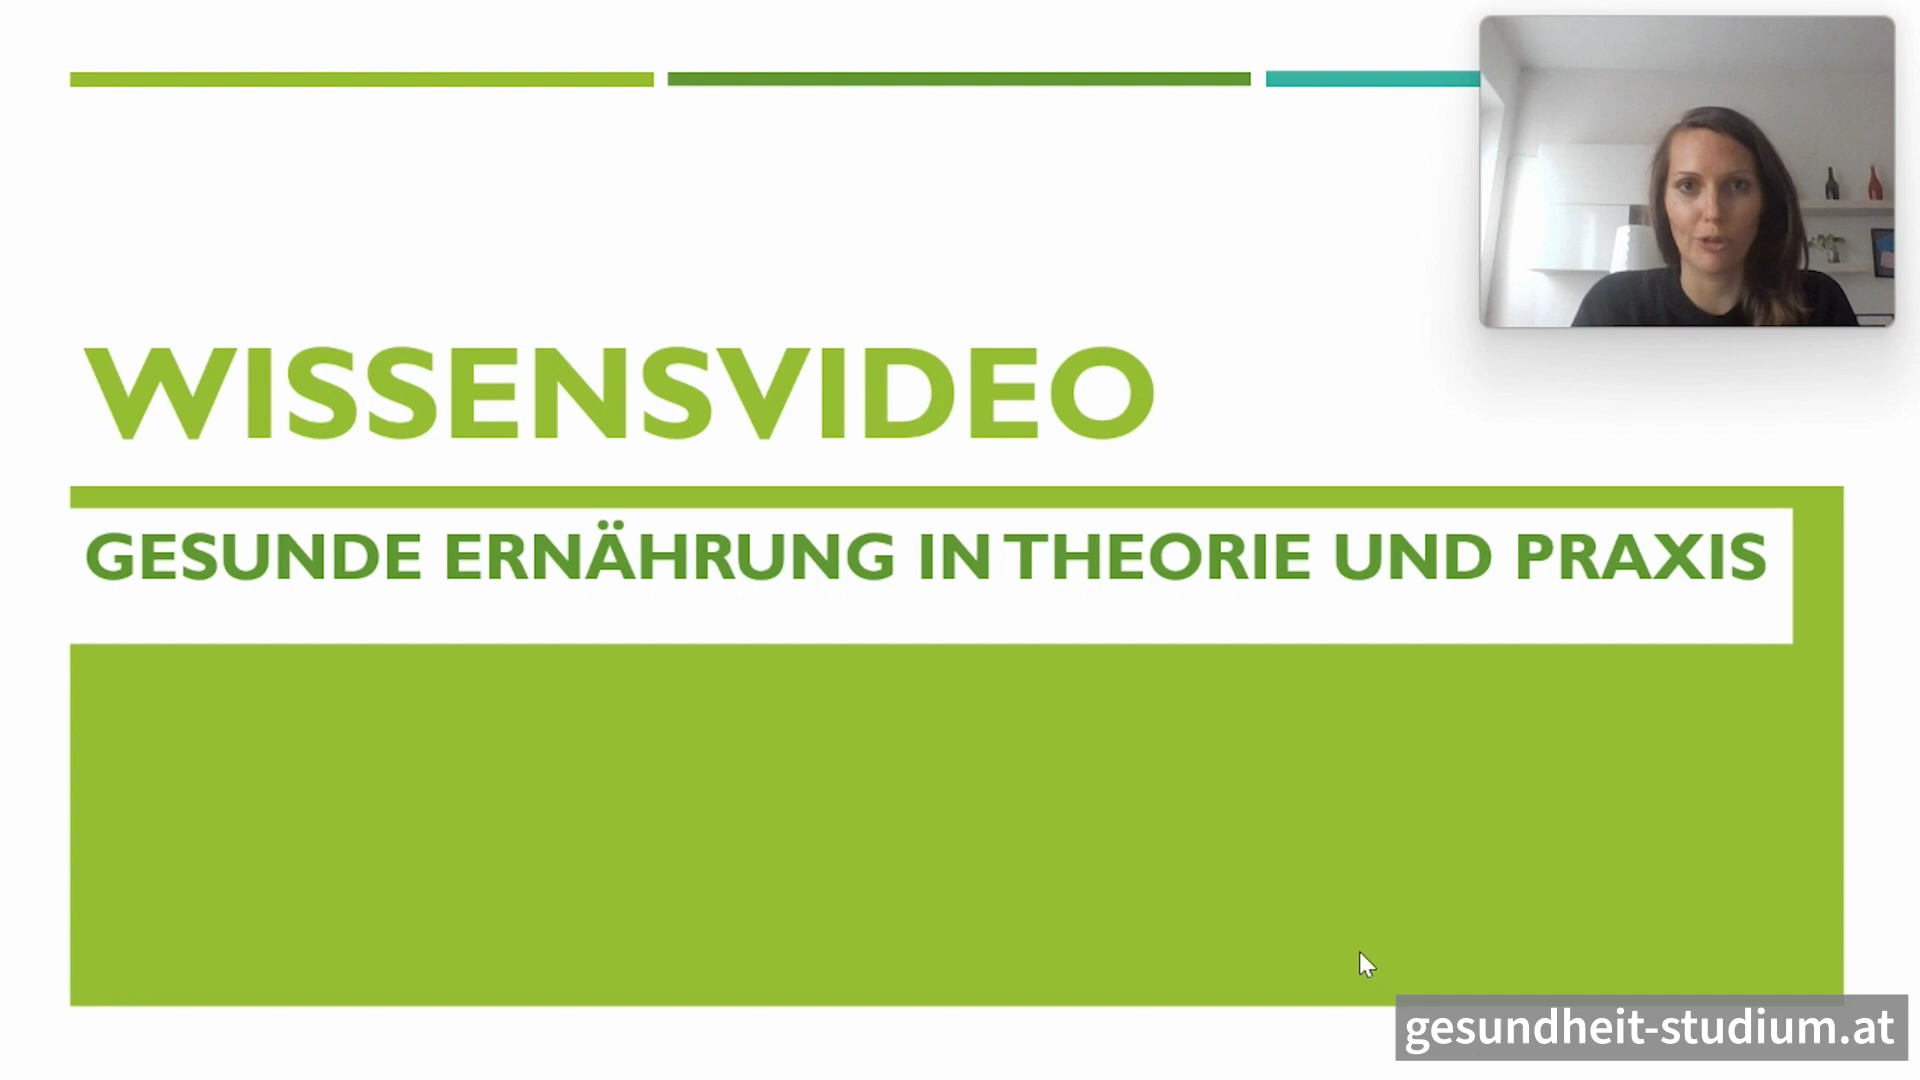 WISSENSVIDEO
GESUNDE ERNÄHRUNG IN THEORIE UND PRAXIS
gesundheit-studium.at